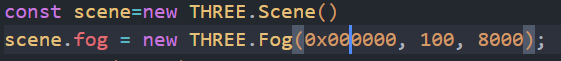 const scene=new THREE.Scene()
scene.fog = new THREE.Fog(0x000000, 100, 8000);